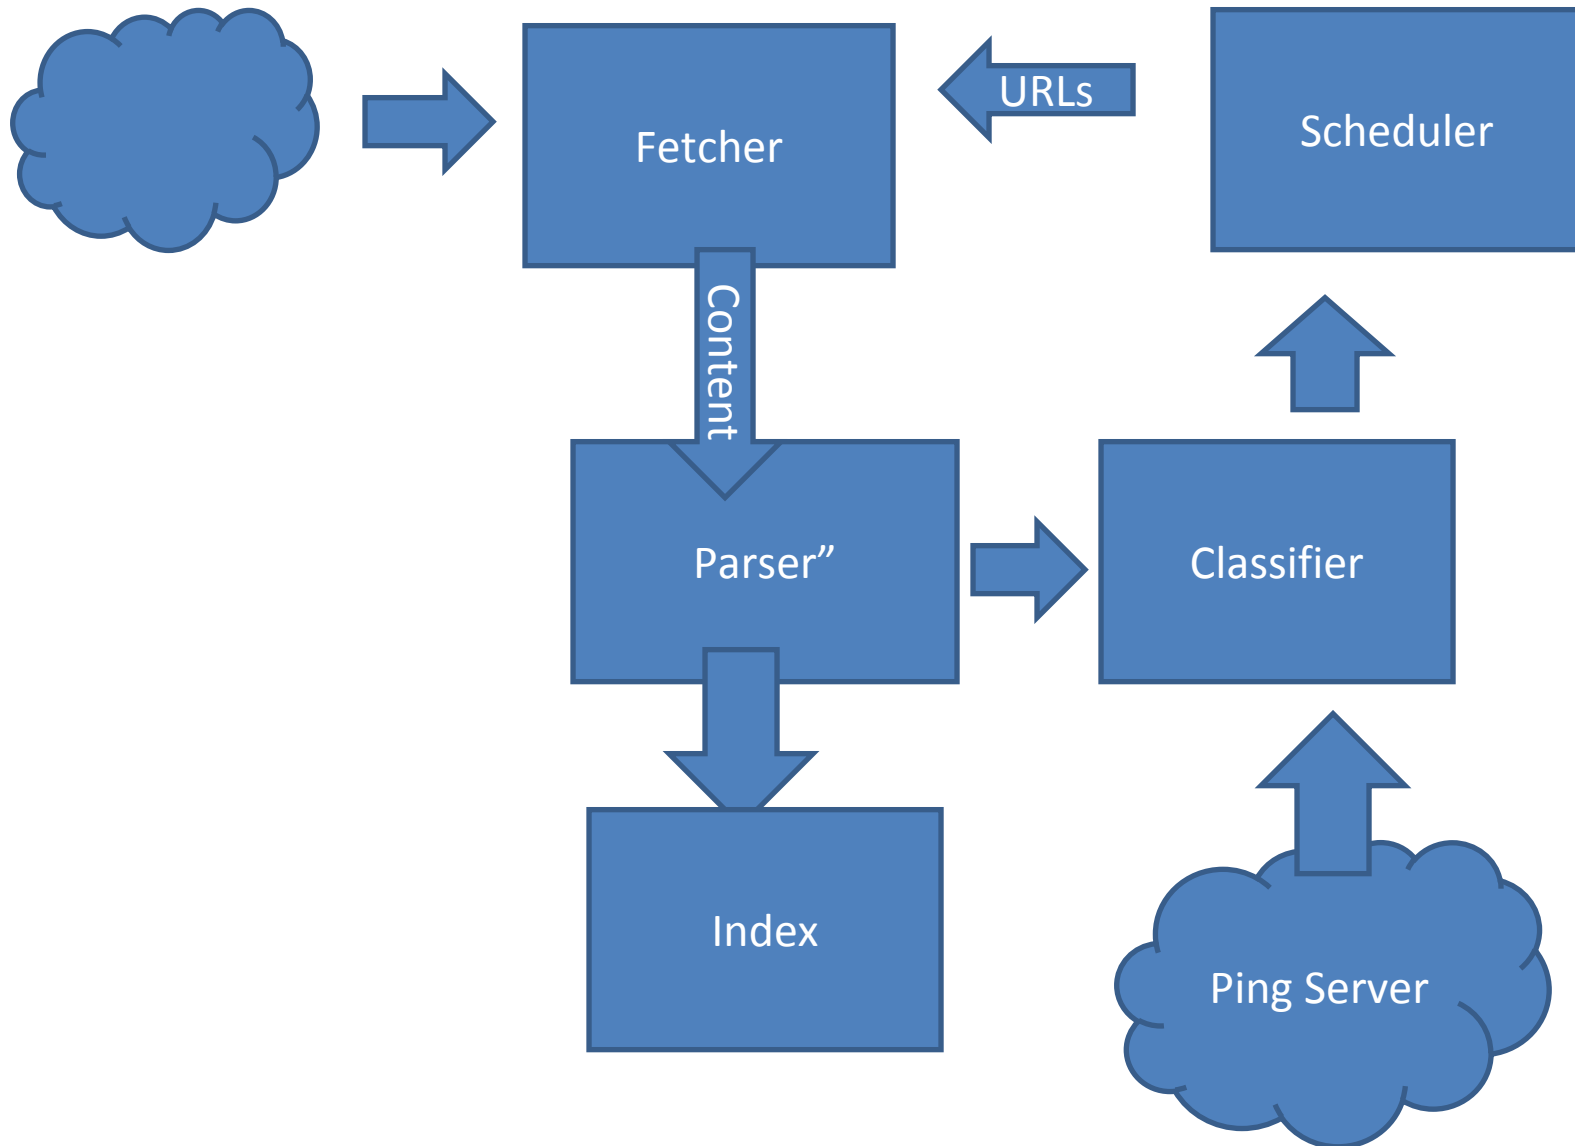 Fetcher
URLs
Scheduler
Content
Parser”
Classifier
Index
Ping Server